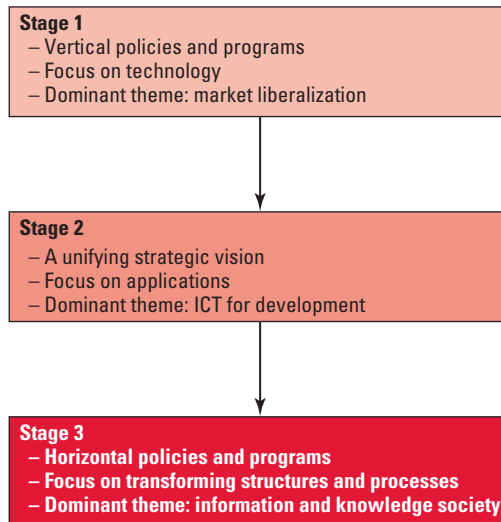 Stage 1
– Vertical policies and programs
– Focus on technology
– Dominant theme: market liberalization
Stage 2
– A unifying strategic vision
– Focus on applications
– Dominant theme: ICT for development
Stage 3
– Horizontal policies and programs
– Focus on transforming structures and processes
– Dominant theme: information and knowledge society